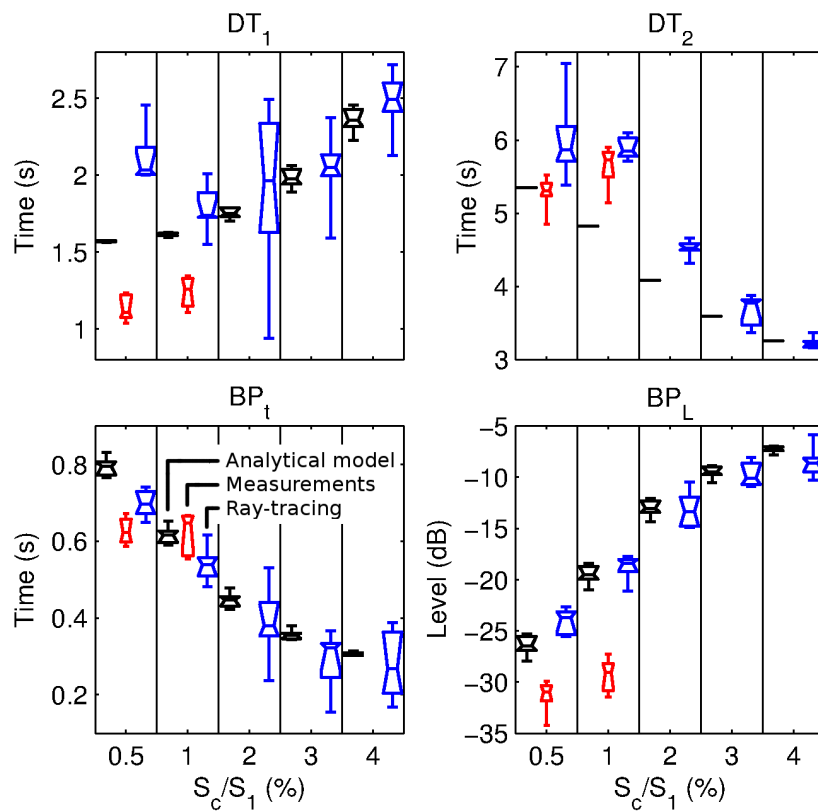 DT1
DT2
2.5
2
1.5
1
Time (s)
7
6
5
4
3
Time (s)
BPt
BPL
0.8
0.6
0.4
0.2
Time (s)
Analytical model
Measurements
Ray-tracing
−5
−10
−15
−20
−25
−30
−35
Level (dB)
0.5 1 2 3 4
Sc/S1 (%)
0.5 1 2 3 4
Sc/S1 (%)